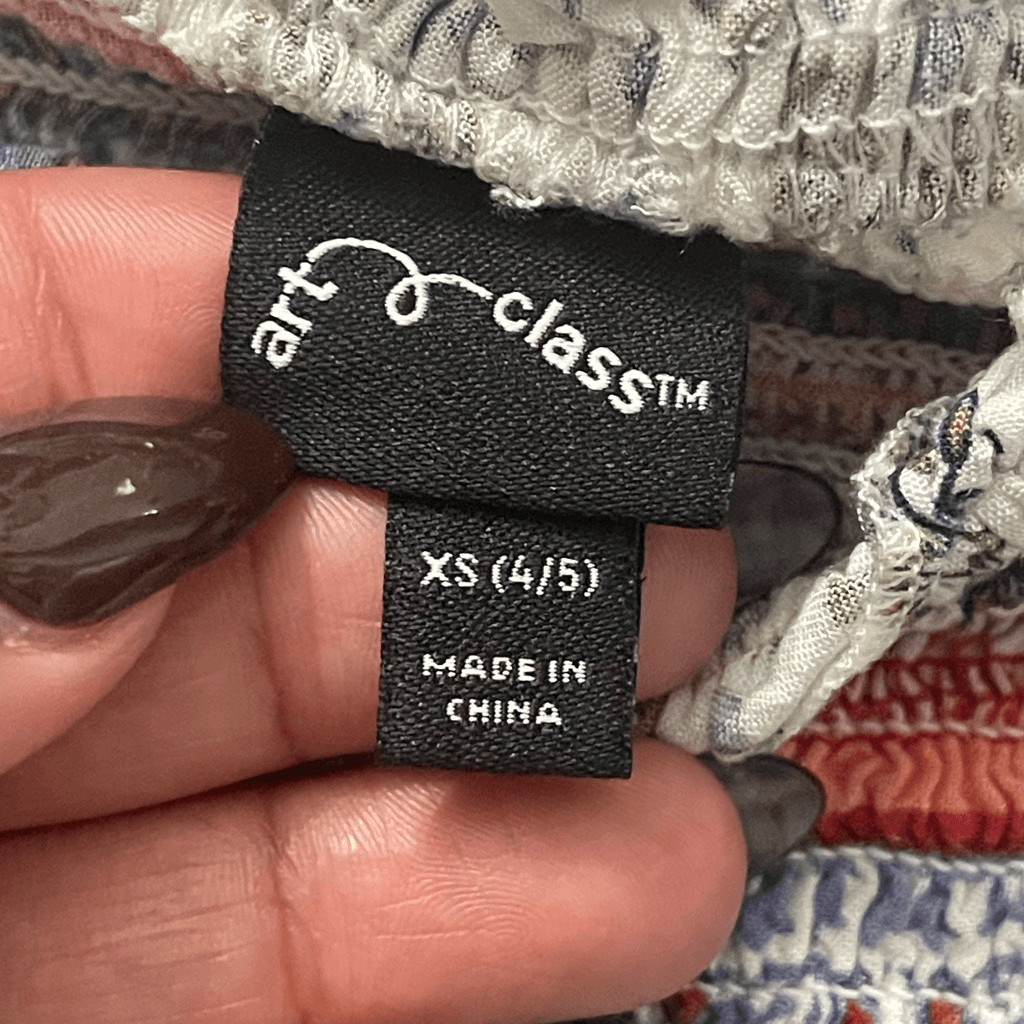 art class™
XS (4/5)
MADE IN
CHINA